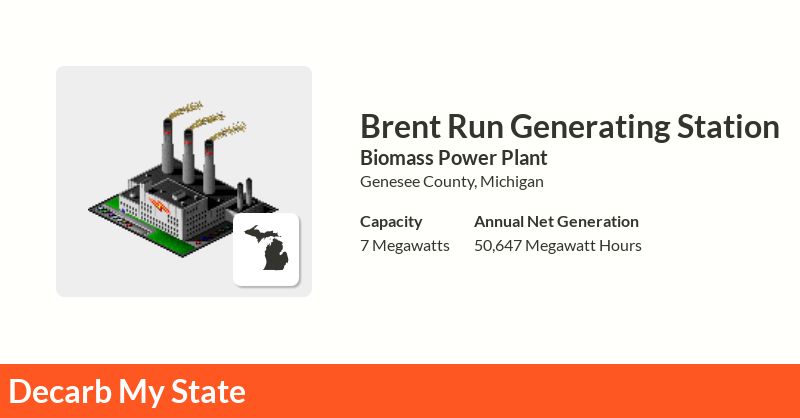 Brent Run Generating Station
Biomass Power Plant
Genesee County, Michigan
Capacity
7 Megawatts
Annual Net Generation
50,647 Megawatt Hours
Decarb My State